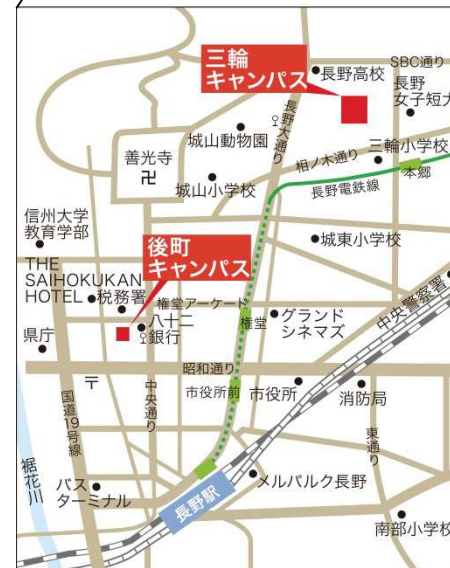 三輪
キャンパス
長野高校
SBC通り
長野
女子短大
長野大通り
城山動物園
三輪小学校
相ノ木通り
善光寺
卍
本郷
城山小学校
長野電鉄線
信州大学
教育学部
後町
キャンパス
城東小学校
THE
SAIHOKUKAN
HOTEL
税務署
中央警察署
権堂アーケード
八十二
銀行
権堂
グランド
シネマズ
県庁
昭和通り
〒
市役所前
市役所
消防局
国道19号線
中央通り
東通り
裾花川
バス
ターミナル
メルパルク長野
長野駅
南部小学校